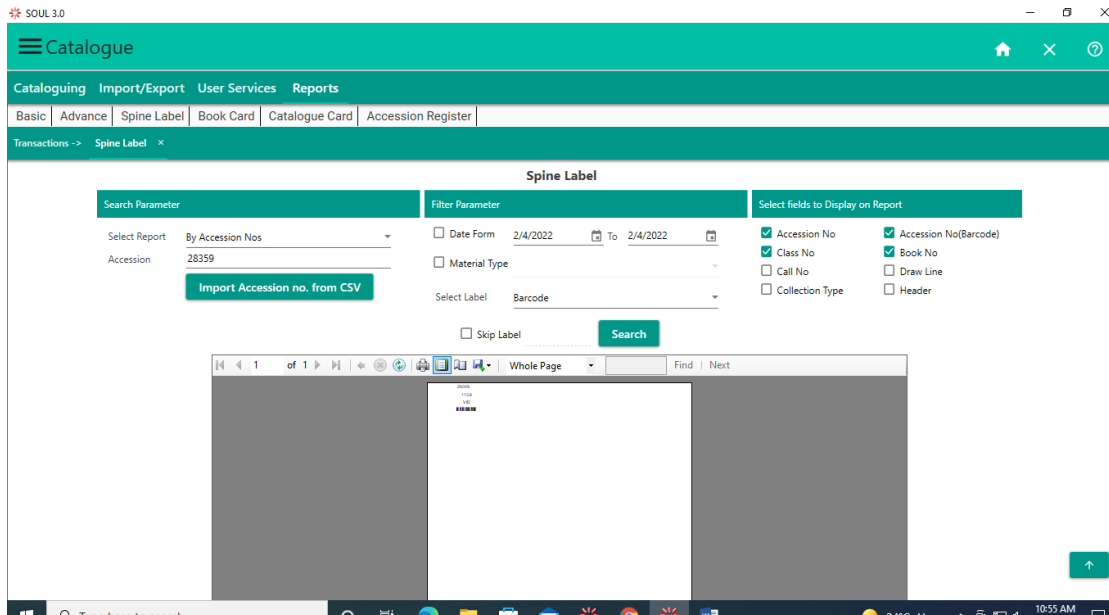 SOUL 3.0
Catalogue
Cataloguing Import/Export User Services Reports
Basic Advance Spine Label Book Card Catalogue Card Accession Register
Transactions -> Spine Label ×
Spine Label
Search Parameter
Select Report By Accession Nos
Accession 28359
Import Accession no. from CSV
Filter Parameter
Date Form 2/4/2022 To 2/4/2022
Material Type
Select Label Barcode
Skip Label Search
Select fields to Display on Report
Accession No Accession No(Barcode)
Class No Book No
Call No Draw Line
Collection Type Header
1 of 1 Whole Page Find | Next
28359
VID
10:55 AM